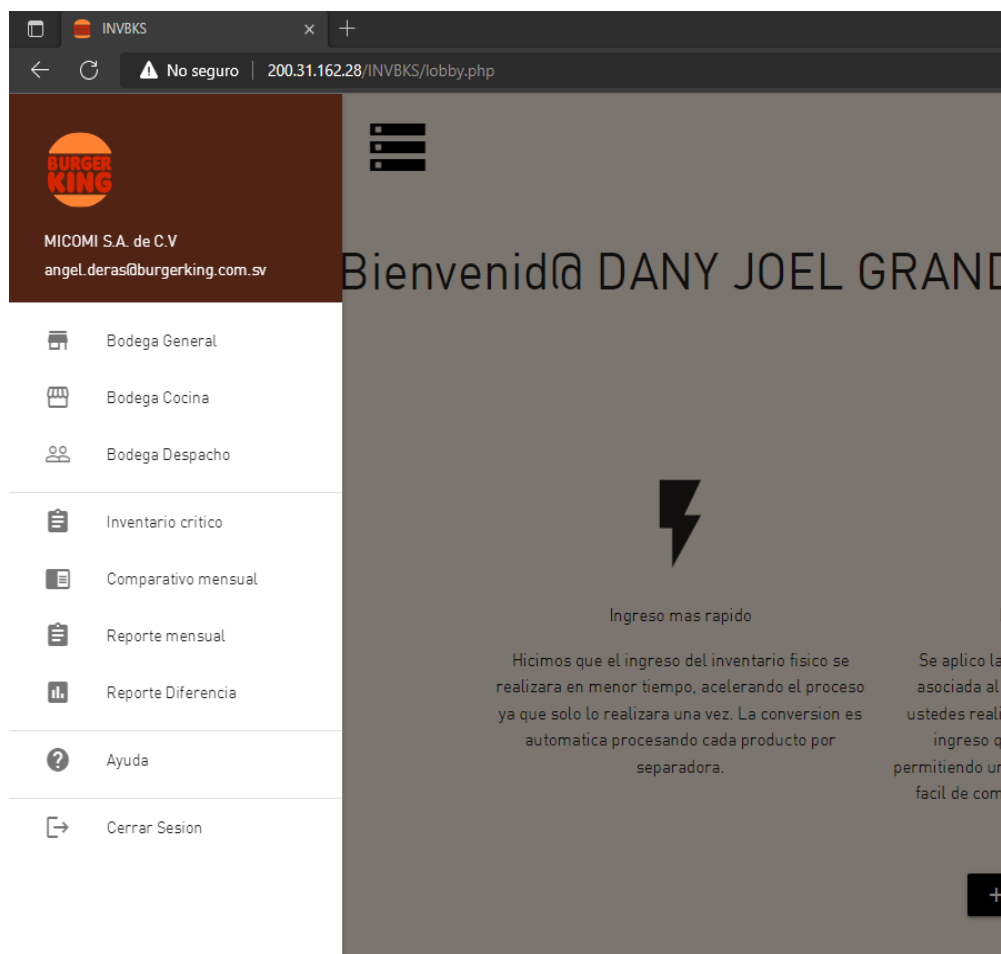 INVBKS
No seguro 200.31.162.28/INVBKS/lobby.php
BURGER
KING
MICOMI S.A. de C.V
angel.deras@burgerking.com.sv
Bodega General
Bodega Cocina
Bodega Despacho
Inventario critico
Comparativo mensual
Reporte mensual
Reporte Diferencia
Ayuda
Cerrar Sesion
Bienvenid@ DANY JOEL GRAND
Ingreso mas rapido
Hicimos que el ingreso del inventario fisico se
realizara en menor tiempo, acelerando el proceso
ya que solo lo realizara una vez. La conversion es
automatica procesando cada producto por
separadora.
Se aplico la
asociada al
ustedes reali
ingreso q
permitiendo un
facil de com